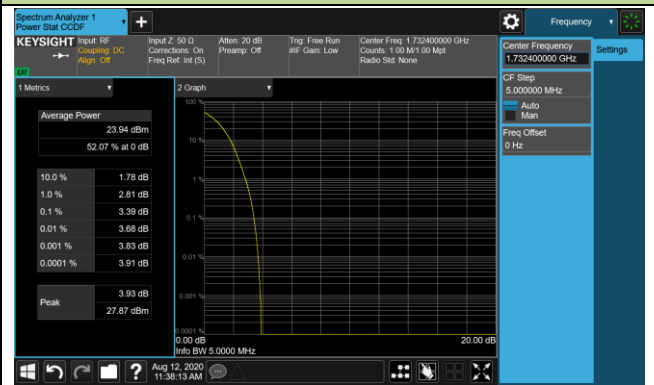 Spectrum Analyzer 1
Power Stat CCDF
Frequency
KEYSIGHT
Input: RF
Coupling: DC
Align: Off
Input Z: 50 Ω
Corrections: On
Freq Ref: Int (S)
Atten: 20 dB
Preamp: Off
Trig: Free Run
#IF Gain: Low
Center Freq: 1.732400000 GHz
Counts: 1.00 M/1.00 Mpt
Radio Std: None
Center Frequency
1.732400000 GHz
Settings
CF Step
5.000000 MHz
Auto
Man
Freq Offset
0 Hz
1 Metrics
Average Power
23.94 dBm
52.07 % at 0 dB
10.0 % 1.78 dB
1.0 % 2.81 dB
0.1 % 3.39 dB
0.01 % 3.68 dB
0.001 % 3.83 dB
0.0001 % 3.91 dB
Peak
3.93 dB
27.87 dBm
2 Graph
100 %
10 %
1 %
0.1 %
0.01 %
0.001 %
0.0001 %
0.00 dB 20.00 dB
Info BW 5.0000 MHz
Aug 12, 2020
11:38:13 AM